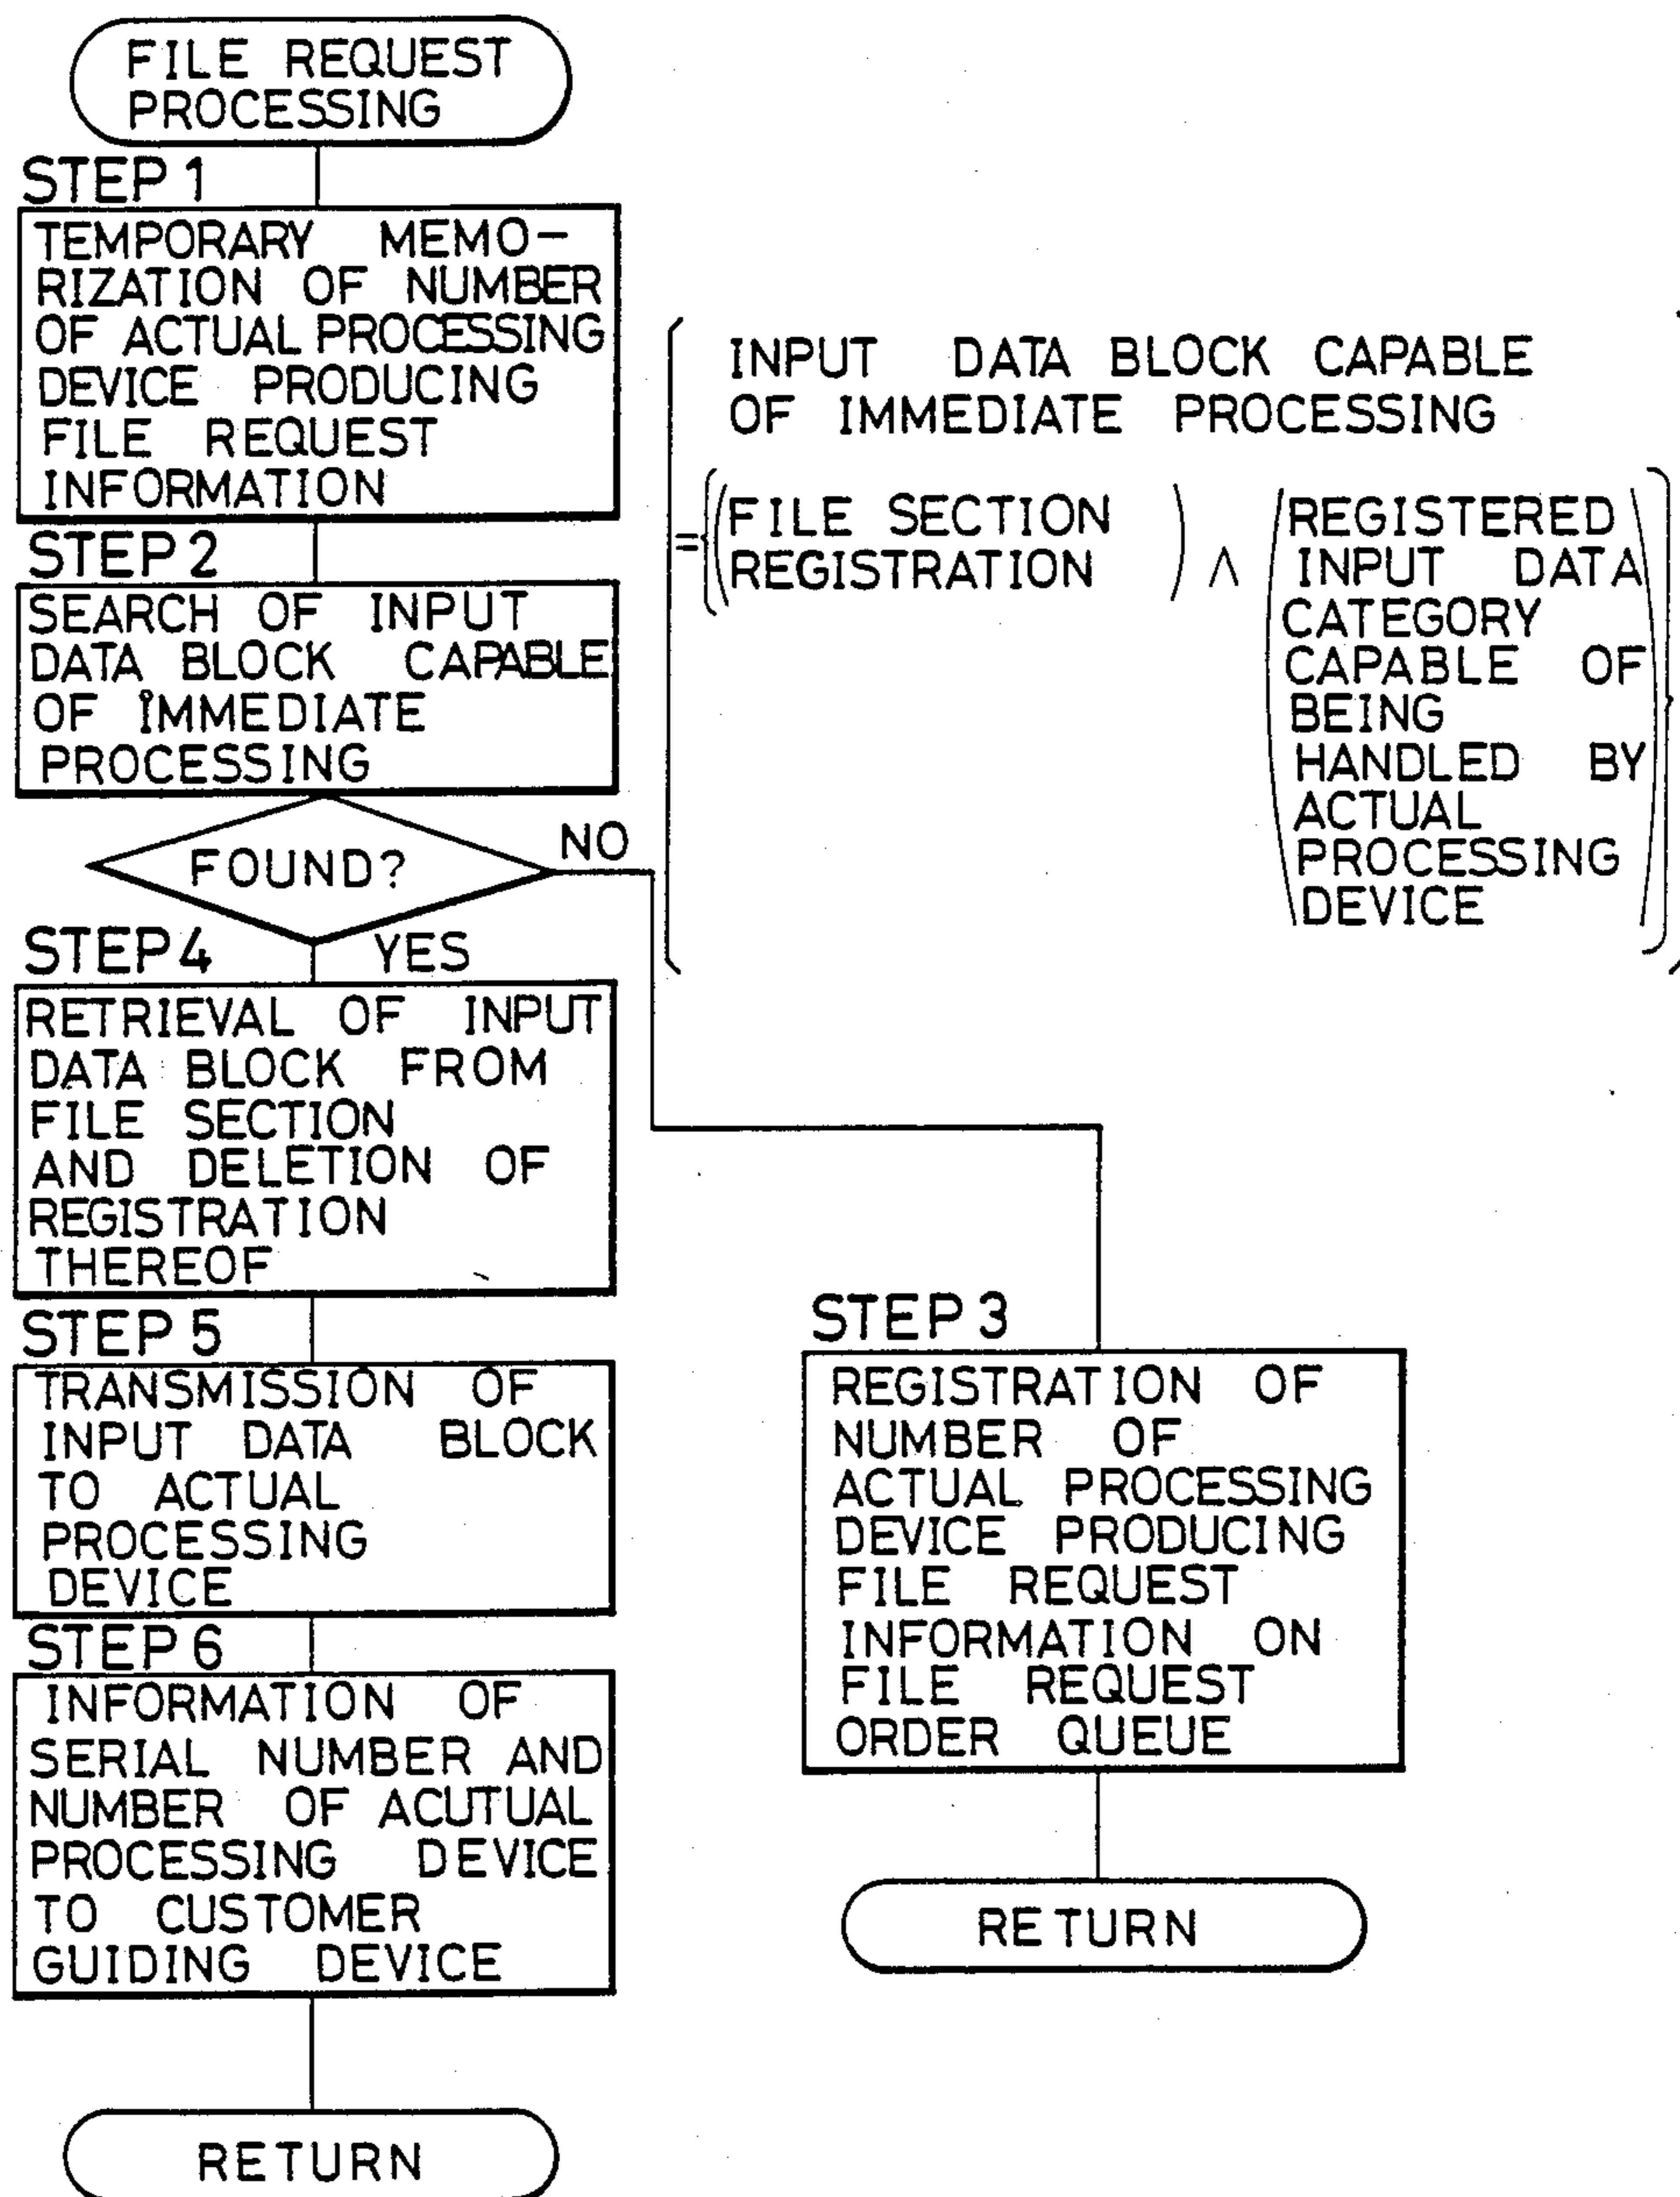 FILE REQUEST
PROCESSING
STEP 1
TEMPORARY MEMO-
RIZATION OF NUMBER
OF ACTUAL PROCESSING
DEVICE PRODUCING
FILE REQUEST
INFORMATION
STEP 2
SEARCH OF INPUT
DATA BLOCK CAPABLE
OF IMMEDIATE
PROCESSING
INPUT DATA BLOCK CAPABLE
OF IMMEDIATE PROCESSING
={(FILE SECTION
REGISTRATION) ∧
(REGISTERED
INPUT DATA
CATEGORY
CAPABLE OF
BEING
HANDLED BY
ACTUAL
PROCESSING
DEVICE)}
FOUND?
NO
YES
STEP 4
RETRIEVAL OF INPUT
DATA BLOCK FROM
FILE SECTION
AND DELETION OF
REGISTRATION
THEREOF
STEP 5
TRANSMISSION OF
INPUT DATA BLOCK
TO ACTUAL
PROCESSING
DEVICE
STEP 6
INFORMATION OF
SERIAL NUMBER AND
NUMBER OF ACUTUAL
PROCESSING DEVICE
TO CUSTOMER
GUIDING DEVICE
RETURN
STEP 3
REGISTRATION OF
NUMBER OF
ACTUAL PROCESSING
DEVICE PRODUCING
FILE REQUEST
INFORMATION ON
FILE REQUEST
ORDER QUEUE
RETURN